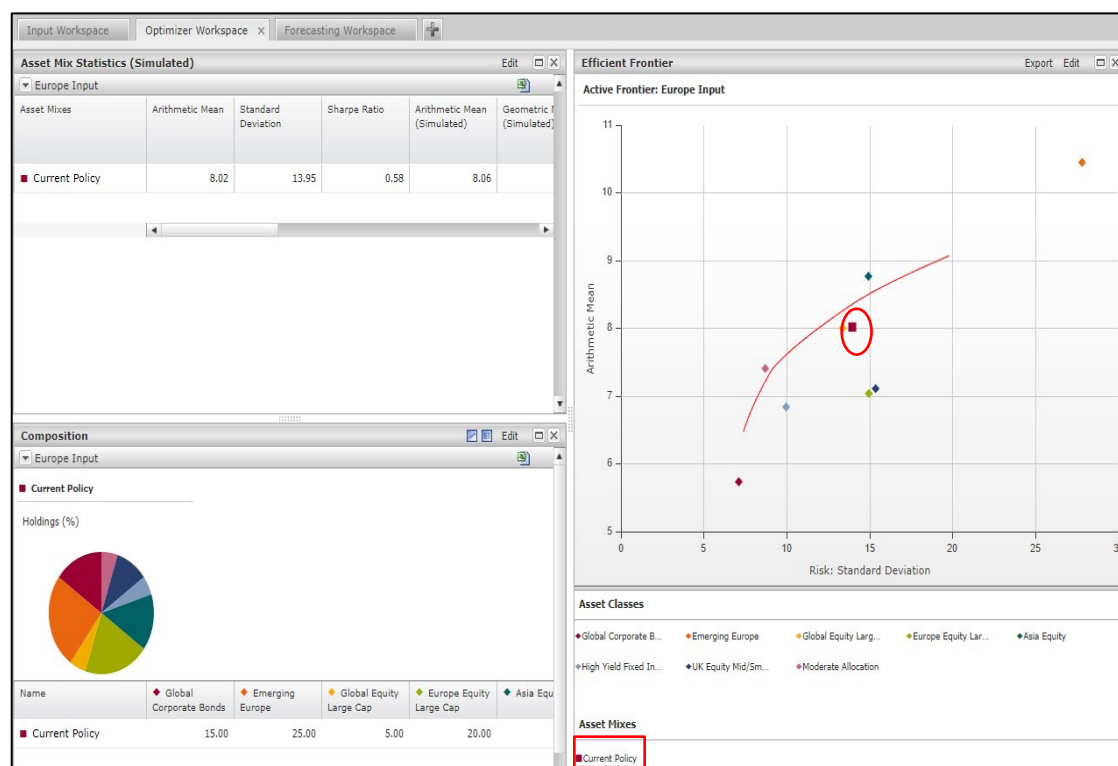 Input Workspace Optimizer Workspace Forecasting Workspace
Asset Mix Statistics (Simulated) Edit
Europe Input
Asset Mixes Arithmetic Mean Standard Deviation Sharpe Ratio Arithmetic Mean (Simulated) Geometric (Simulated)
Current Policy 8.02 13.95 0.58 8.06
Composition Edit
Europe Input
Current Policy
Holdings (%)
Name Global Corporate Bonds Emerging Europe Global Equity Large Cap Europe Equity Large Cap Asia Equ
Current Policy 15.00 25.00 5.00 20.00
Efficient Frontier Export Edit
Active Frontier: Europe Input
Arithmetic Mean
11
10
9
8
7
6
5
0 5 10 15 20 25 3
Risk: Standard Deviation
Asset Classes
Global Corporate B... Emerging Europe Global Equity Larg... Europe Equity Lar... Asia Equity
High Yield Fixed In... UK Equity Mid/Sm... Moderate Allocation
Asset Mixes
Current Policy